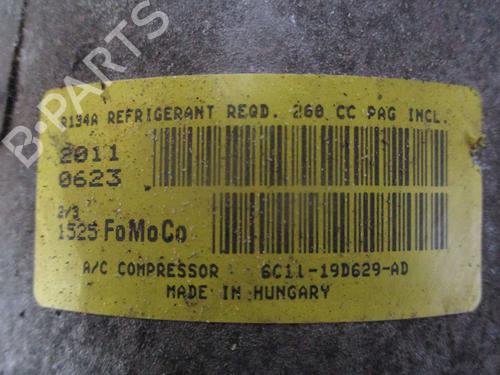 B-PARTS
R134A REFRIGERANT REQD. 260 CC PAG INCL.
2011
0623
2/3
1525 FoMoCo
A/C COMPRESSOR 6C11-19D629-AD
MADE IN HUNGARY